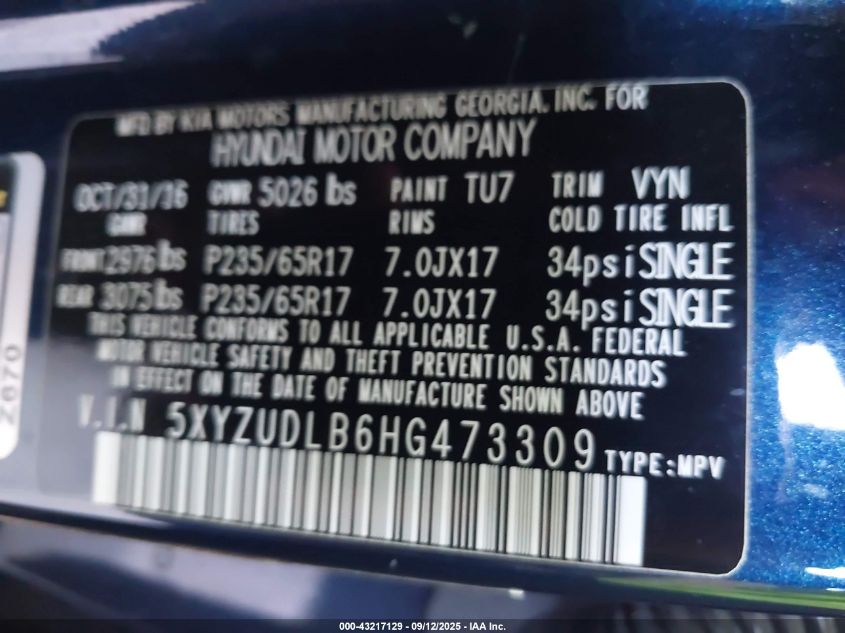 MFD BY KIA MOTORS MANUFACTURING GEORGIA. INC. FOR
HYUNDAI MOTOR COMPANY
OCT/31/16 GVWR 5026 lbs PAINT TU7 TRIM VYN
GAWR TIRES RIMS COLD TIRE INFL
FRONT 2976 lbs P235/65R17 7.0JX17 34psi SINGLE
REAR 3075 lbs P235/65R17 7.0JX17 34psi SINGLE
THIS VEHICLE CONFORMS TO ALL APPLICABLE U.S.A. FEDERAL
MOTOR VEHICLE SAFETY AND THEFT PREVENTION STANDARDS
IN EFFECT ON THE DATE OF MANUFACTURE SHOWN ABOVE
V.I.N 5XYZUDLB6HG473309 TYPE:MPV
Z670
000-43217129 - 09/12/2025 - IAA Inc.